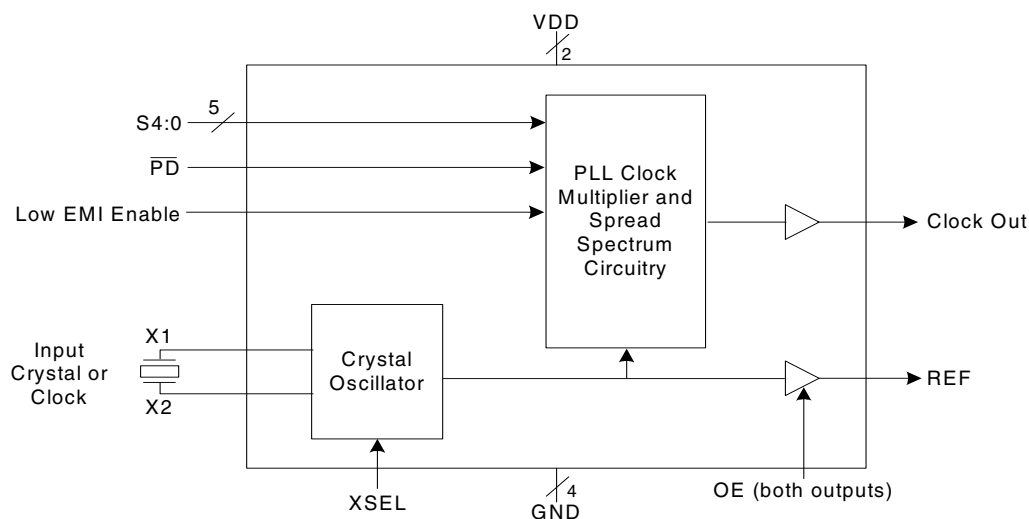 VDD
2
S4:0
5
PD
Low EMI Enable
PLL Clock
Multiplier and
Spread
Spectrum
Circuitry
Clock Out
Input
Crystal or
Clock
X1
X2
Crystal
Oscillator
REF
XSEL
4
GND
OE (both outputs)